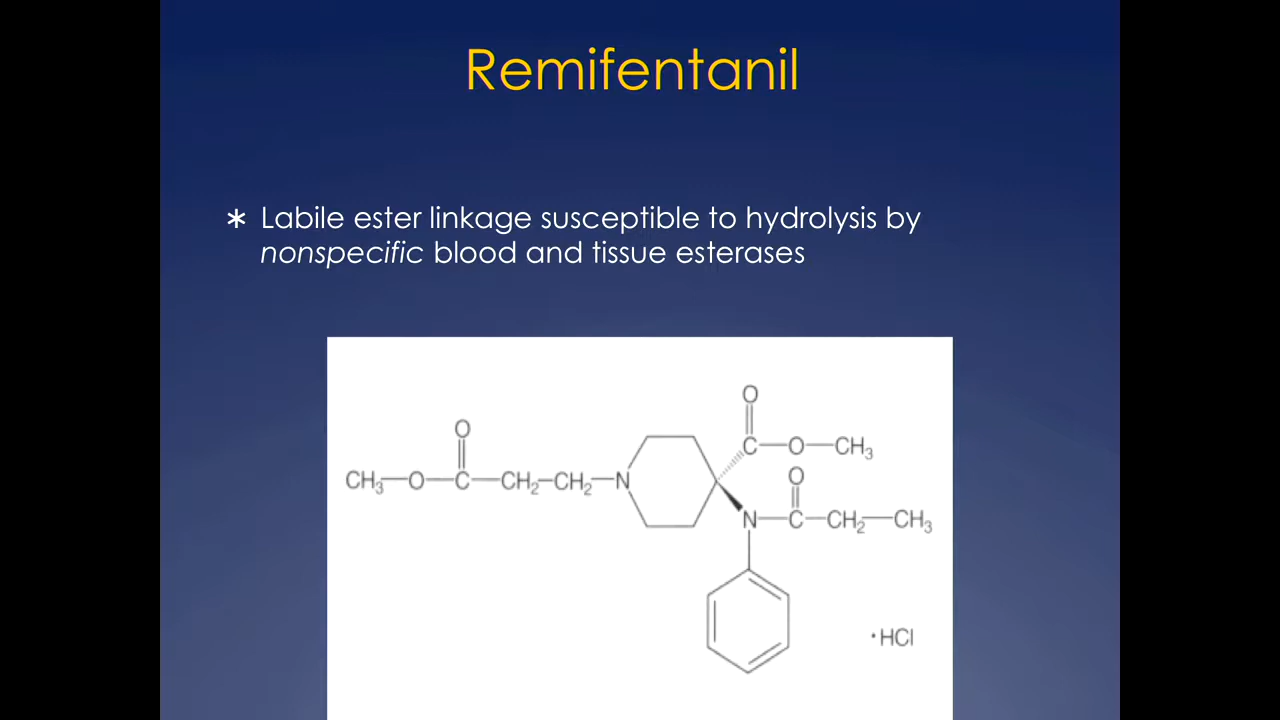 Remifentanil
* Labile ester linkage susceptible to hydrolysis by
nonspecific blood and tissue esterases
O
O
C—O—CH₃
O
CH₃—O—C—CH₂—CH₂—N
N—C—CH₂—CH₃
·HCl